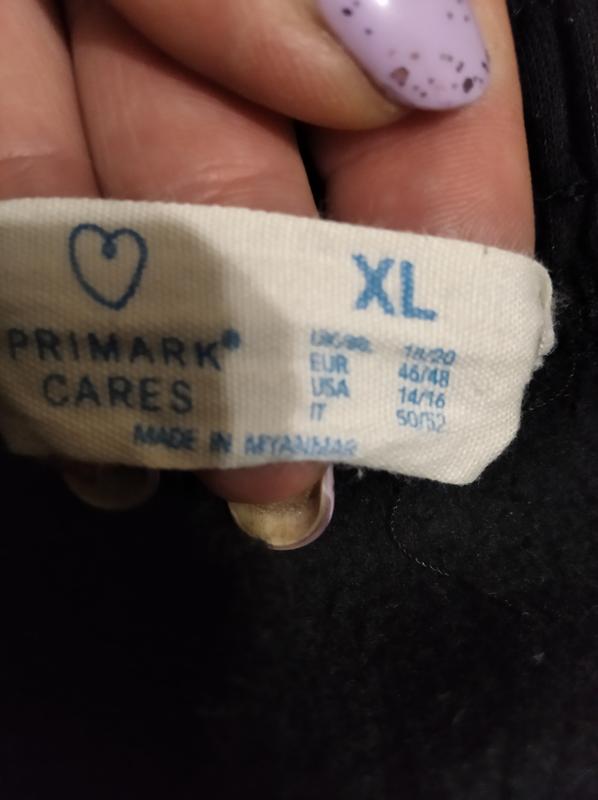 XL
PRIMARK®
CARES
UK/IRL 18/20
EUR 46/48
USA 14/16
IT 50/52
MADE IN MYANMAR